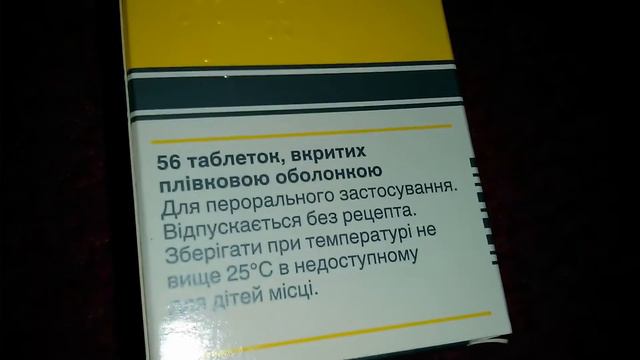 56 таблеток, вкритих
плівковою оболонкою
Для перорального застосування.
Відпускається без рецепта.
Зберігати при температурі не
вище 25°C в недоступному
для дітей місці.